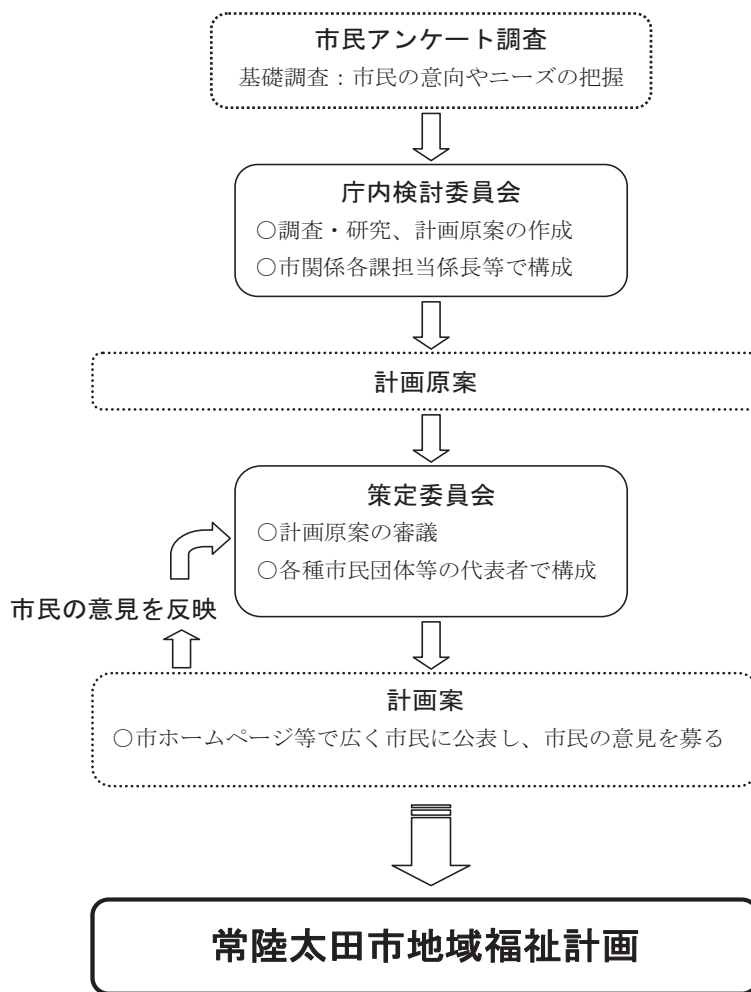 市民アンケート調査
基礎調査：市民の意向やニーズの把握
庁内検討委員会
○調査・研究、計画原案の作成
○市関係各課担当係長等で構成
計画原案
策定委員会
○計画原案の審議
○各種市民団体等の代表者で構成
市民の意見を反映
計画案
○市ホームページ等で広く市民に公表し、市民の意見を募る
常陸太田市地域福祉計画